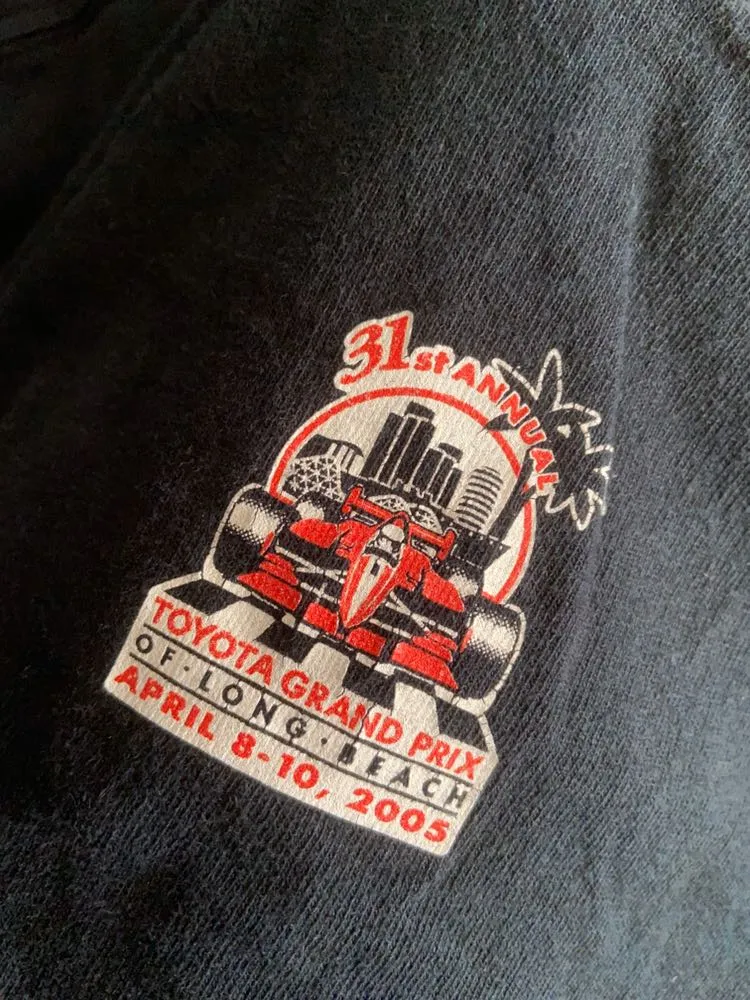 31st ANNUAL
TOYOTA GRAND PRIX
OF·LONG·BEACH
APRIL 8-10, 2005